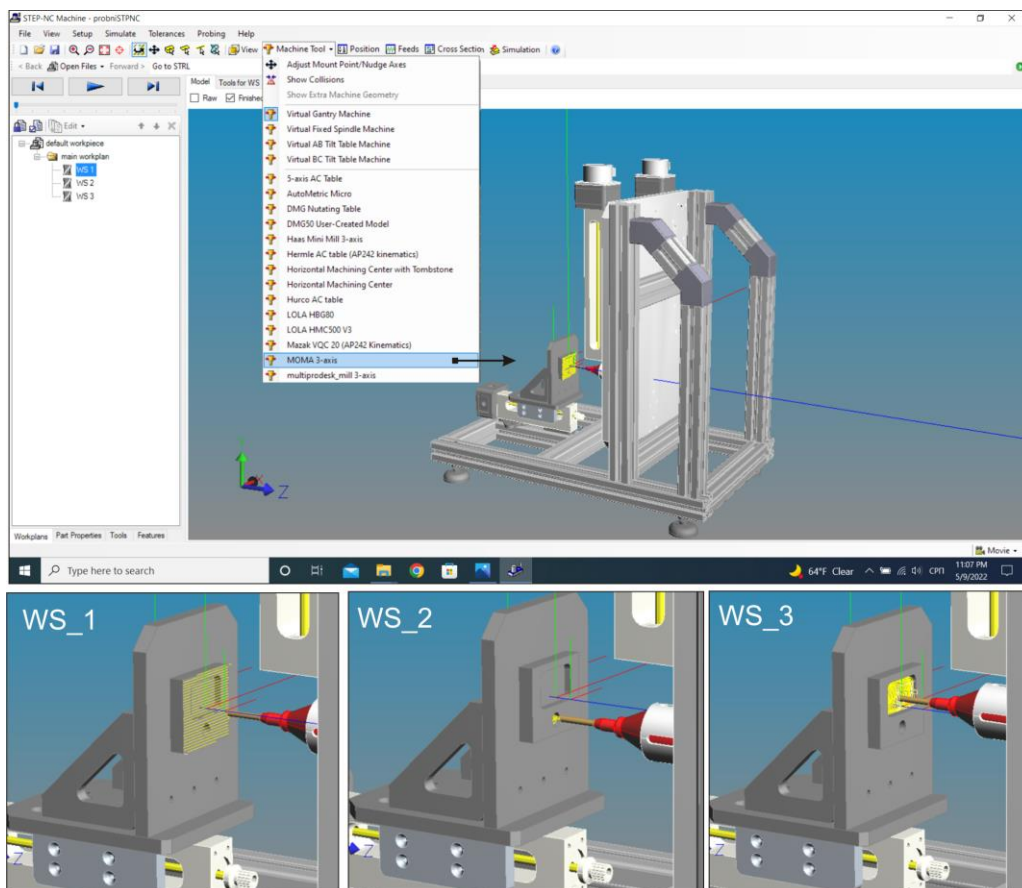 STEP-NC Machine - probniSTPNC
File View Setup Simulate Tolerances Probing Help
View Machine Tool Position Feeds Cross Section Simulation
< Back Open Files Forward > Go to STRL
Adjust Mount Point/Nudge Axes
Show Collisions
Show Extra Machine Geometry
Virtual Gantry Machine
Virtual Fixed Spindle Machine
Virtual AB Tilt Table Machine
Virtual BC Tilt Table Machine
5-axis AC Table
AutoMetric Micro
DMG Nutating Table
DMG50 User-Created Model
Haas Mini Mill 3-axis
Hermle AC table (AP242 kinematics)
Horizontal Machining Center with Tombstone
Horizontal Machining Center
Hurco AC table
LOLA HBG80
LOLA HMC500 V3
Mazak VQC 20 (AP242 Kinematics)
MOMA 3-axis
multiprodesk_mill 3-axis
Model Tools for WS
Raw Finished
Edit
default workpiece
main workplan
WS 1
WS 2
WS 3
Y
Z
Workplans Part Properties Tools Features
Movie
Type here to search
64°F Clear
СРП
11:07 PM
5/9/2022
WS_1
WS_2
WS_3
Z
Z
Z